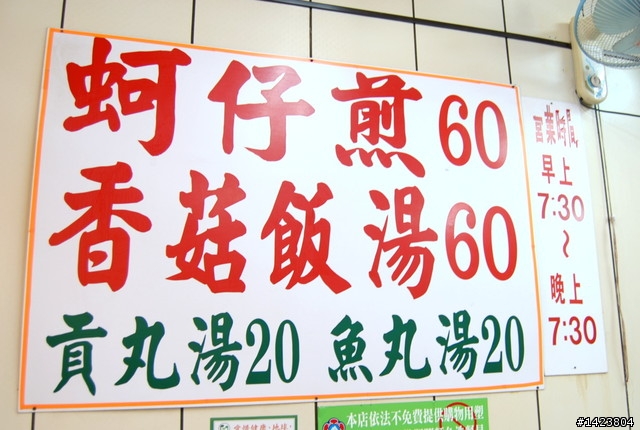 蚵仔煎60
香菇飯湯60
貢丸湯20 魚丸湯20
營業時間
早上
7:30
~
晚上
7:30
本店依法不免費提供購物用塑
#1423804